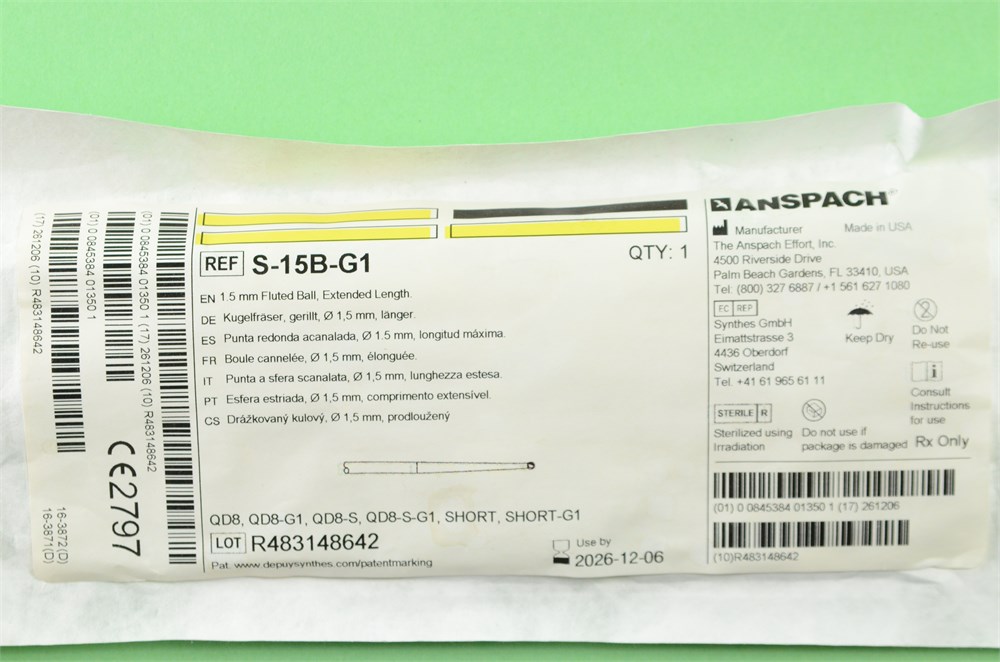 (17) 261206 (10) R483148642
(01) 0 0845384 01350 1
(01) 0 0845384 01350 1 (17) 261206 (10) R483148642
CE2797
16-3872(D)
16-3871(D)
REF S-15B-G1
QTY: 1
EN 1.5 mm Fluted Ball, Extended Length.
DE Kugelfräser, gerillt, Ø 1,5 mm, länger.
ES Punta redonda acanalada, Ø 1.5 mm, longitud máxima.
FR Boule cannelée, Ø 1,5 mm, élonguée.
IT Punta a sfera scanalata, Ø 1,5 mm, lunghezza estesa.
PT Esfera estriada, Ø 1,5 mm, comprimento extensível.
CS Drážkovaný kulový, Ø 1,5 mm, prodloužený
QD8, QD8-G1, QD8-S, QD8-S-G1, SHORT, SHORT-G1
LOT R483148642
Pat. www.depuysynthes.com/patentmarking
Use by
2026-12-06
ANSPACH®
Manufacturer
Made in USA
The Anspach Effort, Inc.
4500 Riverside Drive
Palm Beach Gardens, FL 33410, USA
Tel: (800) 327 6887 / +1 561 627 1080
EC REP
Synthes GmbH
Eimattstrasse 3
4436 Oberdorf
Switzerland
Tel. +41 61 965 61 11
Keep Dry
2
Do Not
Re-use
i
Consult
Instructions
for use
STERILE R
Sterilized using
Irradiation
Do not use if
package is damaged
Rx Only
(01) 0 0845384 01350 1 (17) 261206
(10)R483148642